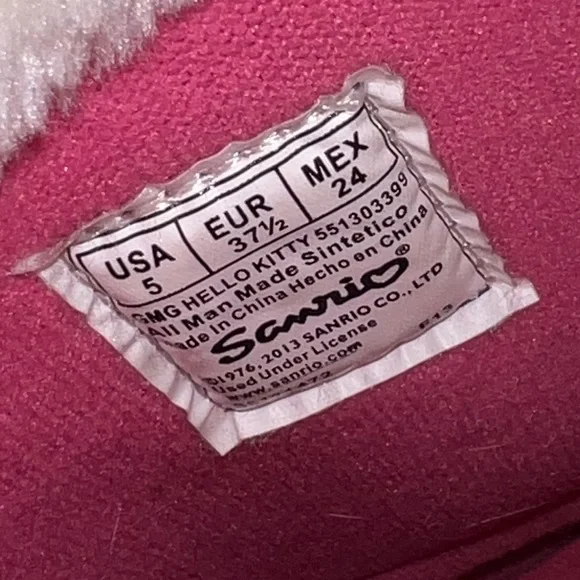 USA 5
EUR 37½
MEX 24
SMG HELLO KITTY 551303399
All Man Made Sintetico
Made in China Hecho en China
Sanrio®
©1976, 2013 SANRIO CO., LTD
Used Under License
www.sanrio.com